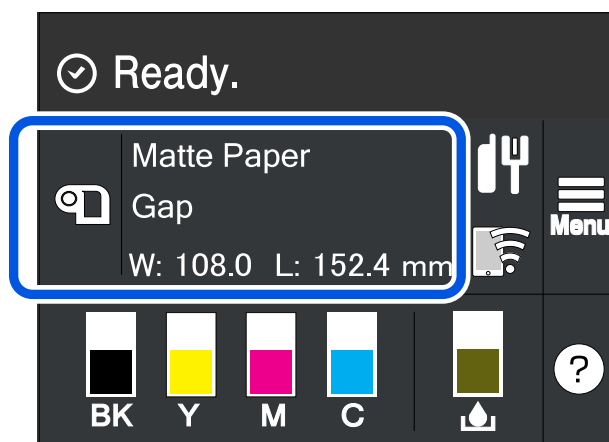 Ready.
Matte Paper
Gap
W: 108.0 L: 152.4 mm
Menu
BK Y M C
?